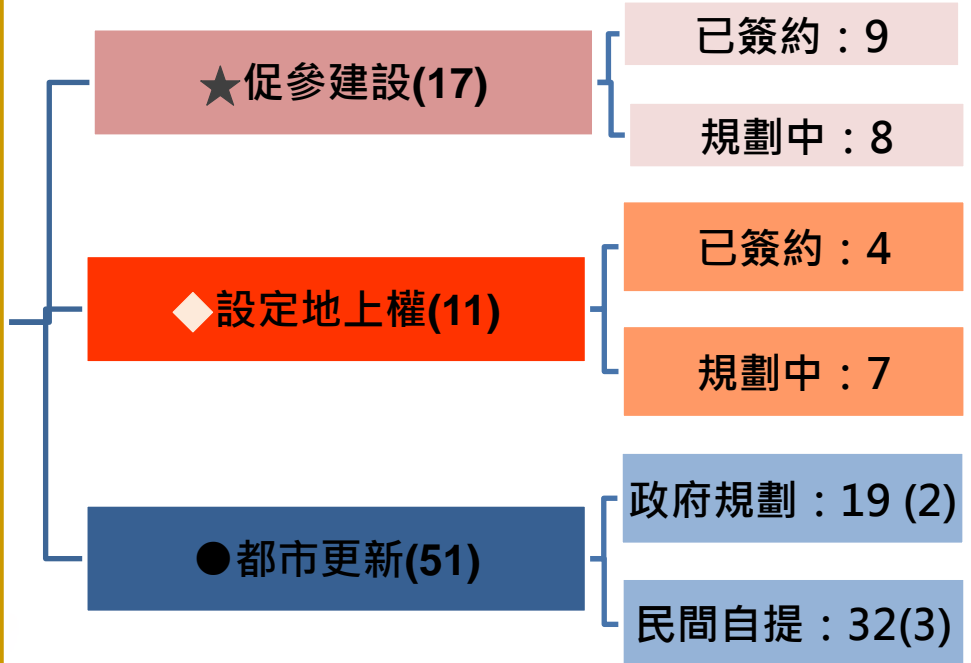 ★促參建設(17)
已簽約：9
規劃中：8
◆設定地上權(11)
已簽約：4
規劃中：7
●都市更新(51)
政府規劃：19 (2)
民間自提：32(3)